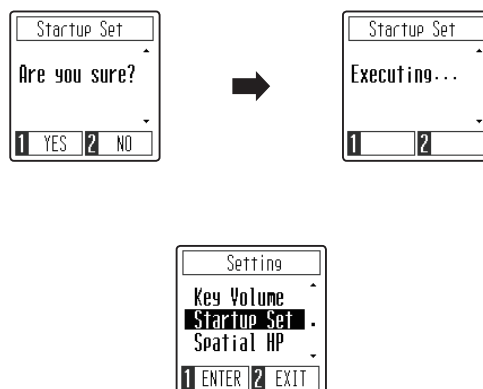 Startup Set
Are you sure?
1 YES 2 NO
Startup Set
Executing...
1 2
Setting
Key Volume
Startup Set
Spatial HP
1 ENTER 2 EXIT